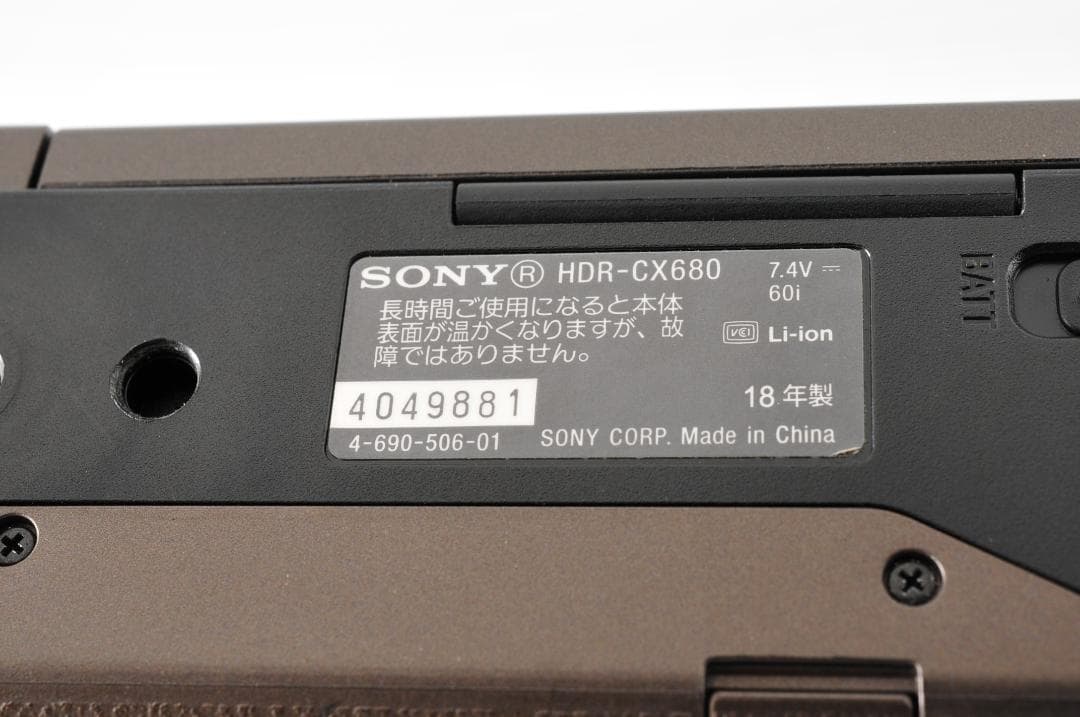 SONY® HDR-CX680
7.4V ⎓
60i
長時間ご使用になると本体
表面が温かくなりますが、故
障ではありません。
VCI Li-ion
4049881
18 年製
4-690-506-01 SONY CORP. Made in China
BATT